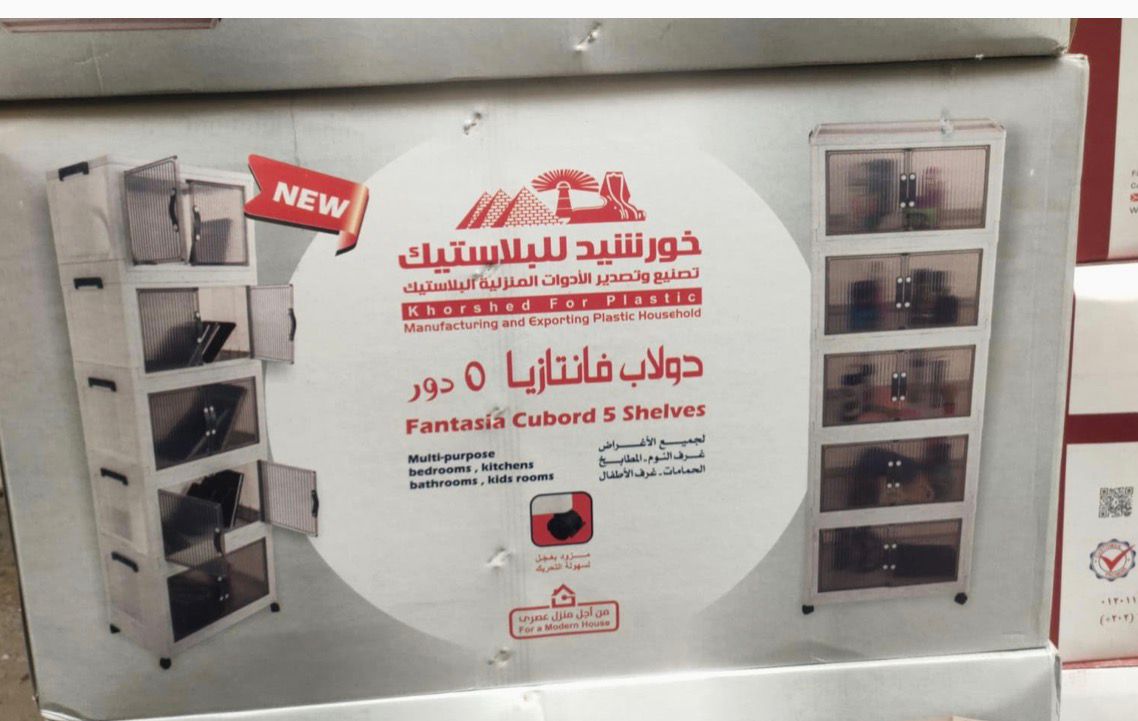 NEW
خورشيد للبلاستيك
تصنيع وتصدير الأدوات المنزلية البلاستيك
Khorshed For Plastic
Manufacturing and Exporting Plastic Household
دولاب فانتازيا ٥ دور
Fantasia Cubord 5 Shelves
Multi-purpose
bedrooms , kitchens
bathrooms , kids rooms
لجميع الأغراض
غرف النوم - المطابخ
الحمامات - غرف الأطفال
مزود بعجل
لسهولة التحريك
من أجل منزل عصرى
For a Modern House